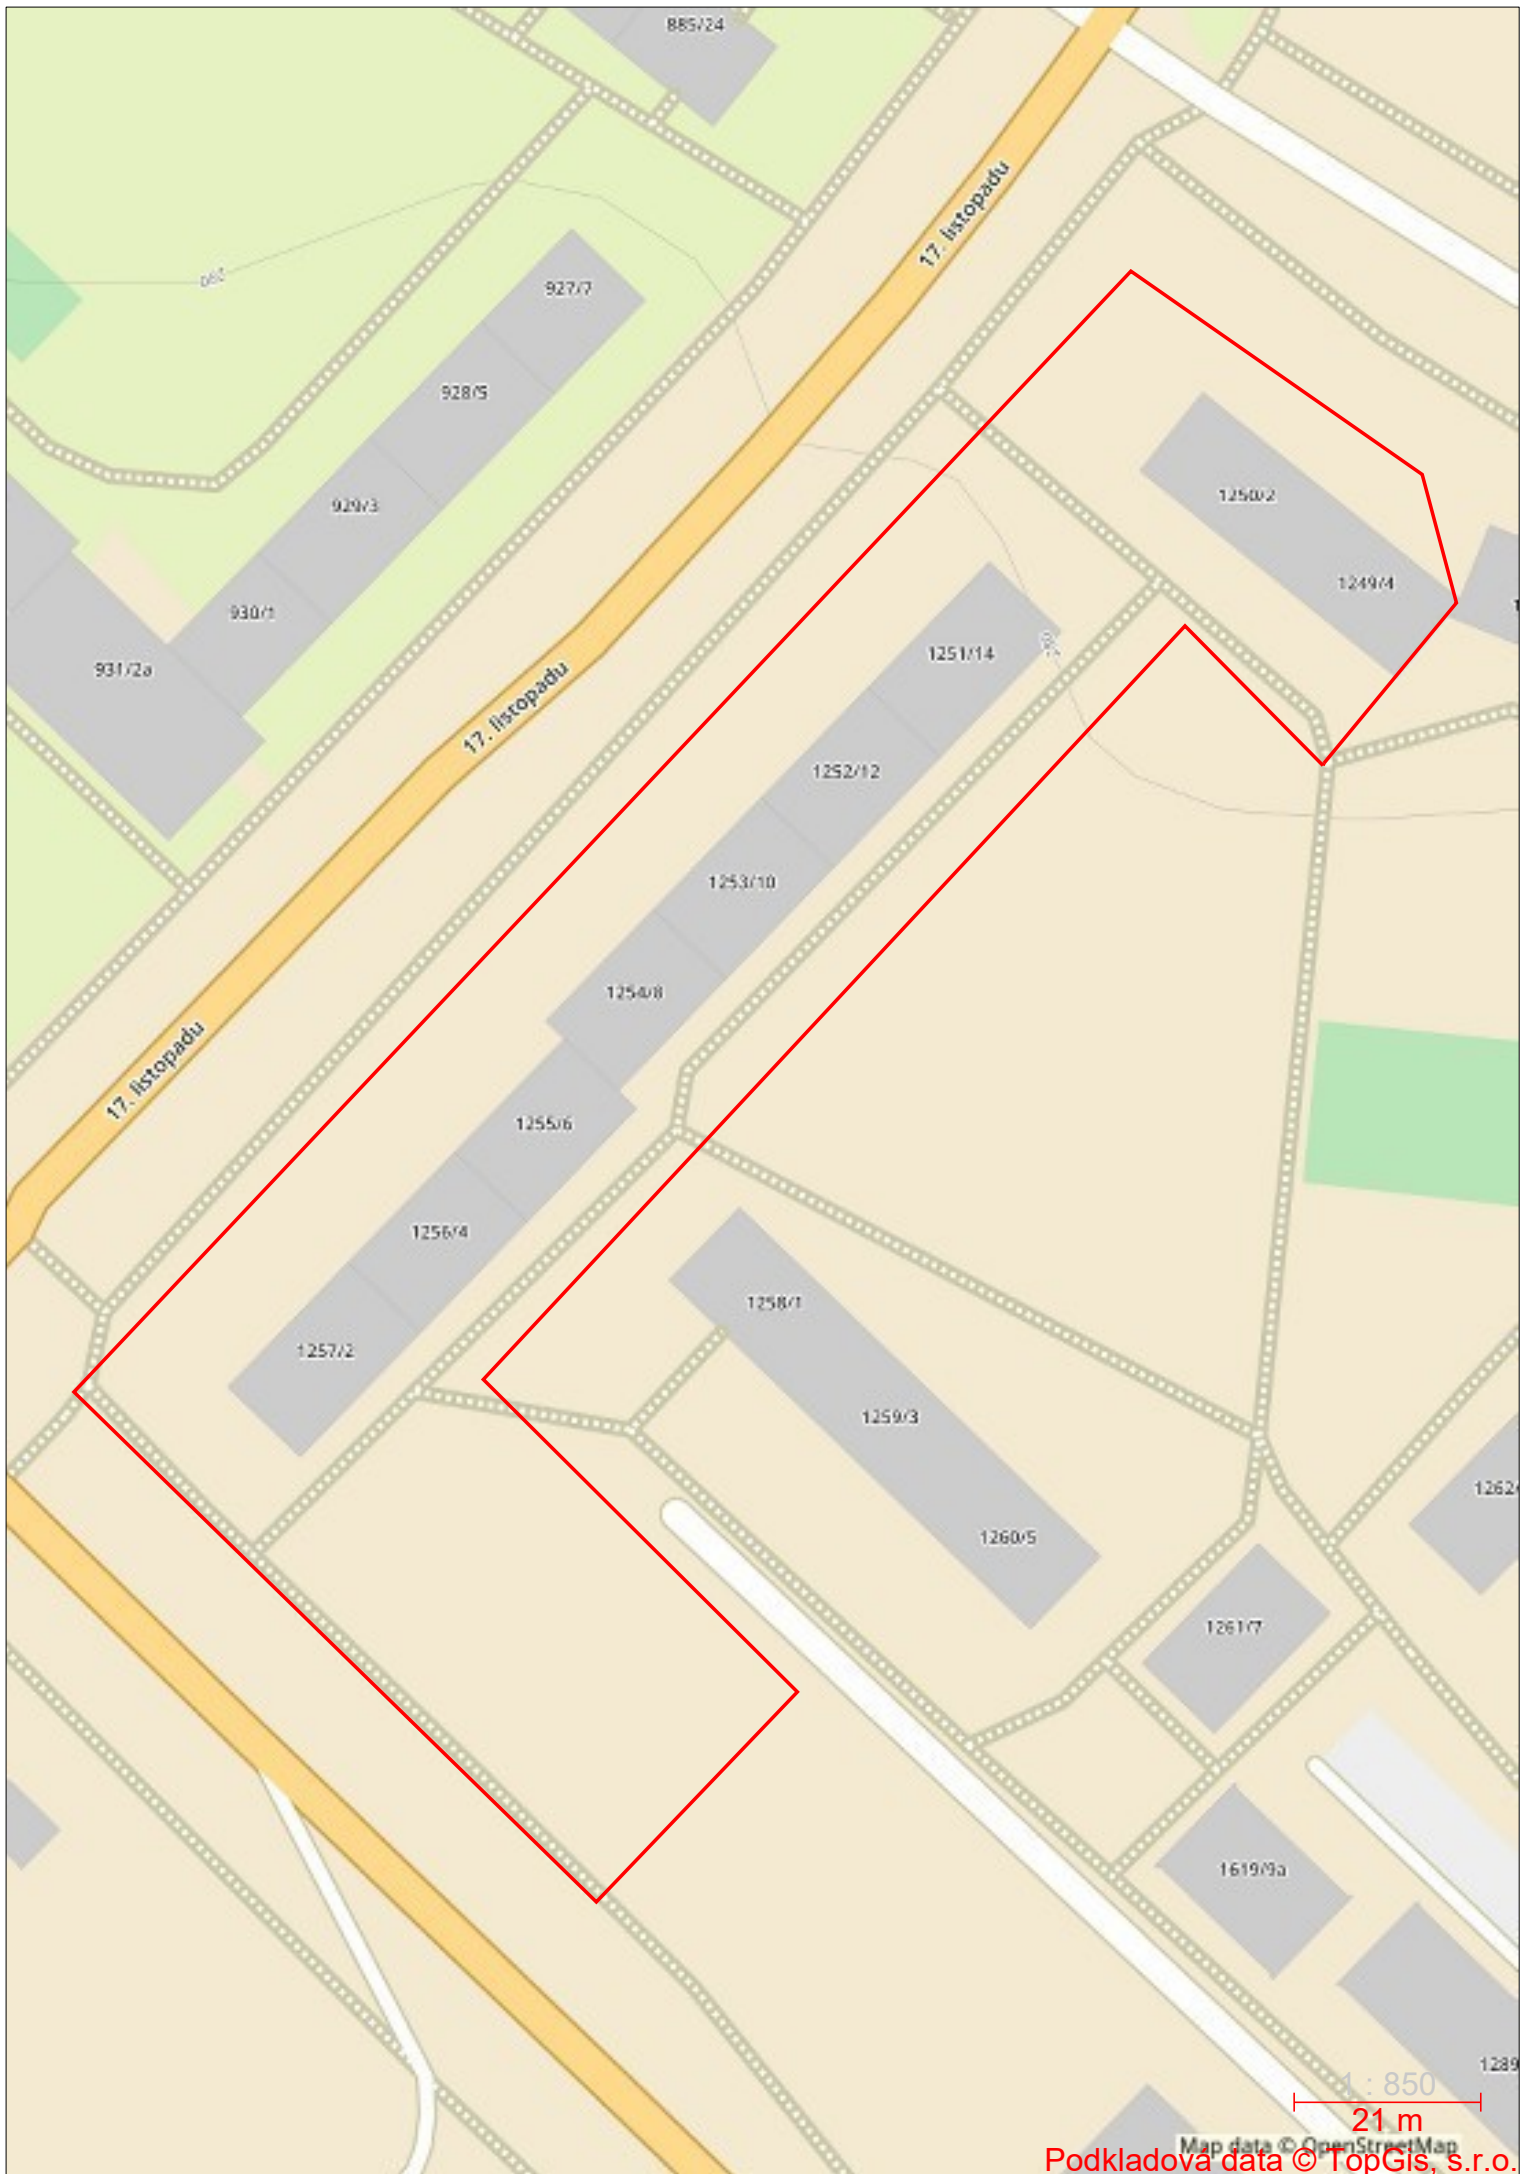 885/24
17. listopadu
290
927/7
928/5
929/3
930/1
931/2a
1250/2
1249/4
17. listopadu
1251/14
1252/12
1253/10
1254/8
17. listopadu
1255/6
1256/4
1257/2
1258/1
1259/3
1260/5
1261/7
1619/9a
1 : 850
21 m
Map data © OpenStreetMap
Podkladová data © TopGis, s.r.o.